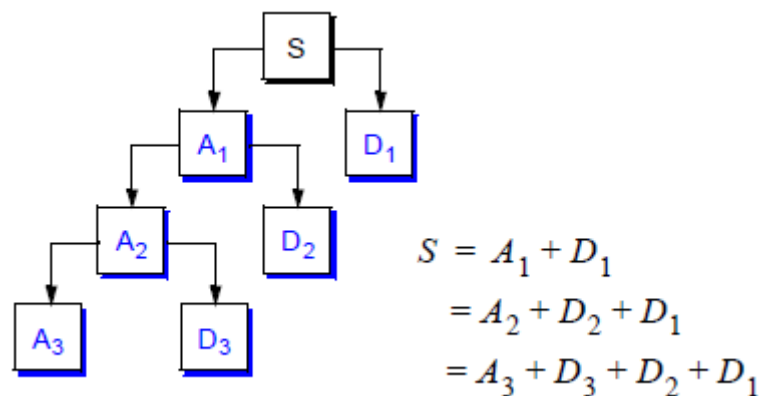 S
A₁ D₁
A₂ D₂
A₃ D₃
S = A₁ + D₁
= A₂ + D₂ + D₁
= A₃ + D₃ + D₂ + D₁